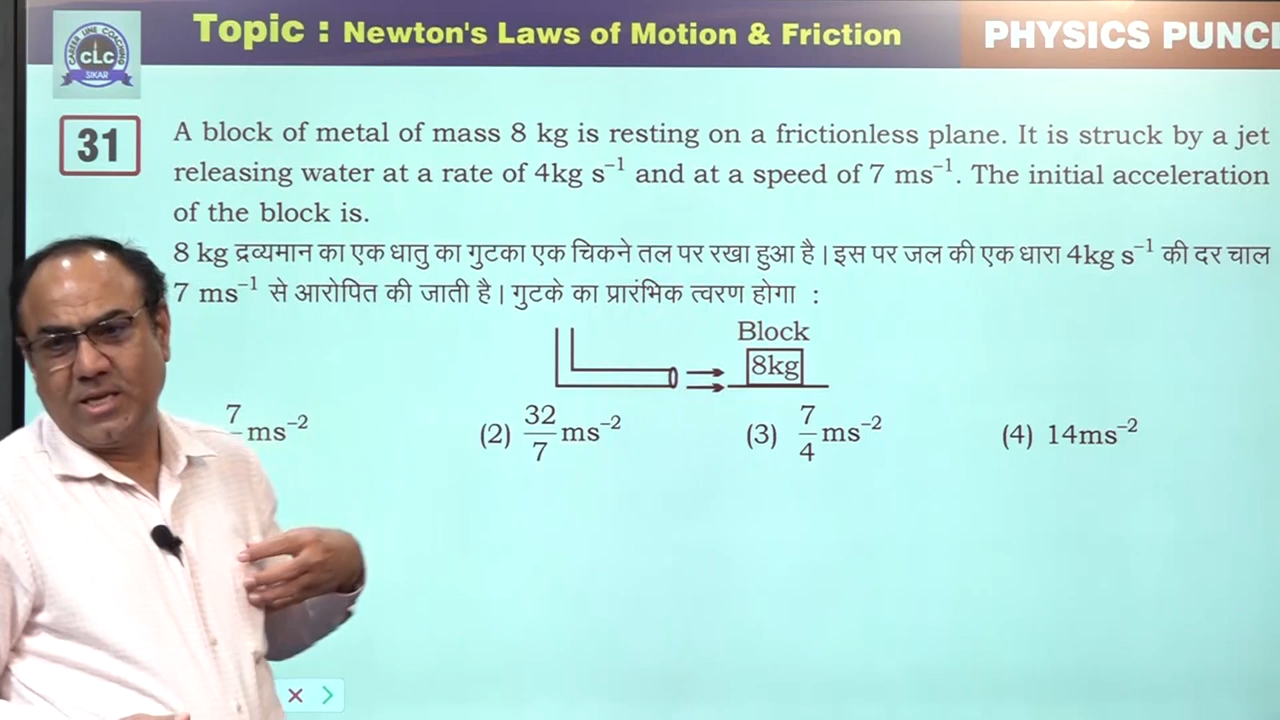 Topic : Newton's Laws of Motion & Friction
PHYSICS PUNC
CAREER LINE COACHING
CLC
SIKAR
31
A block of metal of mass 8 kg is resting on a frictionless plane. It is struck by a jet
releasing water at a rate of 4kg s⁻¹ and at a speed of 7 ms⁻¹. The initial acceleration
of the block is.
8 kg द्रव्यमान का एक धातु का गुटका एक चिकने तल पर रखा हुआ है। इस पर जल की एक धारा 4kg s⁻¹ की दर चाल
7 ms⁻¹ से आरोपित की जाती है। गुटके का प्रारंभिक त्वरण होगा :
Block
8kg
7 ms⁻²
(2) 32/7 ms⁻²
(3) 7/4 ms⁻²
(4) 14ms⁻²